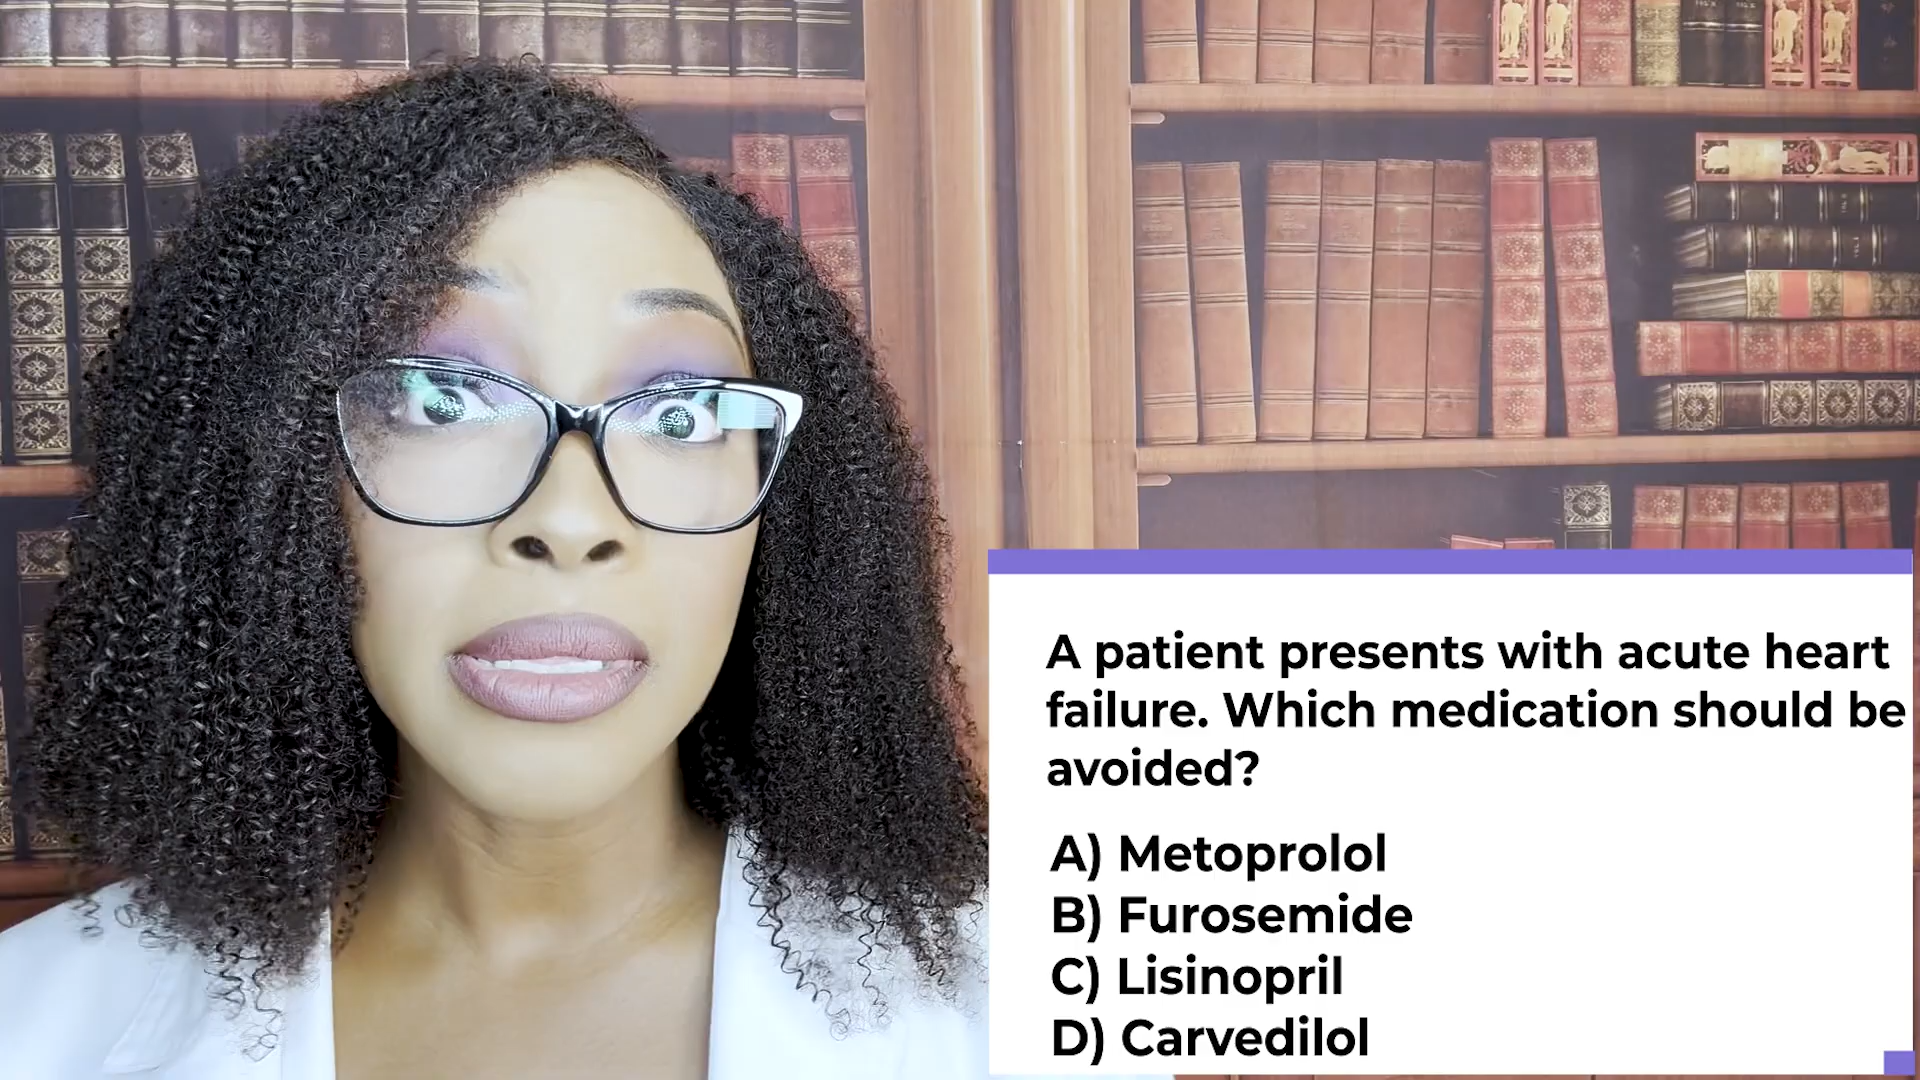 A patient presents with acute heart
failure. Which medication should be
avoided?
A) Metoprolol
B) Furosemide
C) Lisinopril
D) Carvedilol